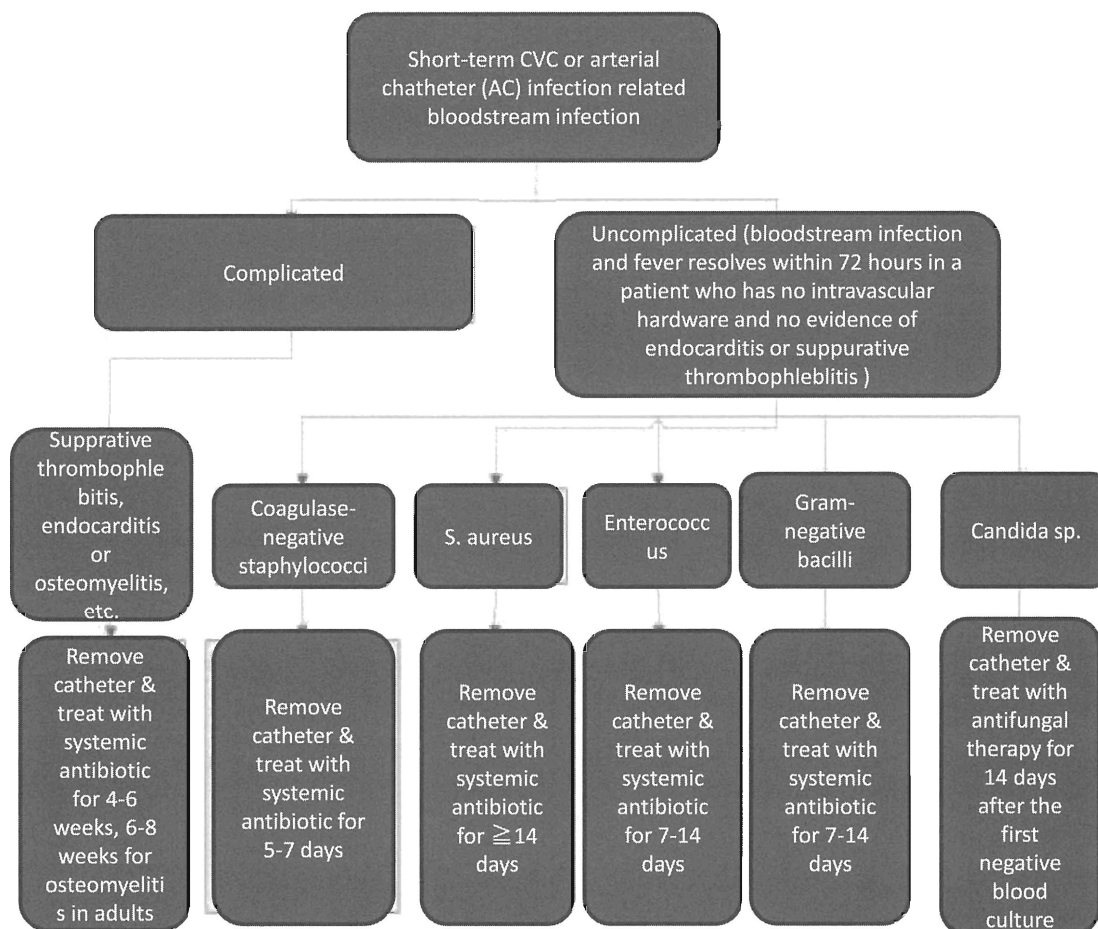 Short-term CVC or arterial
chatheter (AC) infection related
bloodstream infection
Complicated
Uncomplicated (bloodstream infection
and fever resolves within 72 hours in a
patient who has no intravascular
hardware and no evidence of
endocarditis or suppurative
thrombophleblitis )
Supprative
thrombophle
bitis,
endocarditis
or
osteomyelitis,
etc.
Coagulase-
negative
staphylococci
S. aureus
Enterococc
us
Gram-
negative
bacilli
Candida sp.
Remove
catheter &
treat with
systemic
antibiotic
for 4-6
weeks, 6-8
weeks for
osteomyeliti
s in adults
Remove
catheter &
treat with
systemic
antibiotic for
5-7 days
Remove
catheter &
treat with
systemic
antibiotic
for ≧14
days
Remove
catheter &
treat with
systemic
antibiotic
for 7-14
days
Remove
catheter &
treat with
systemic
antibiotic
for 7-14
days
Remove
catheter &
treat with
antifungal
therapy for
14 days
after the
first
negative
blood
culture